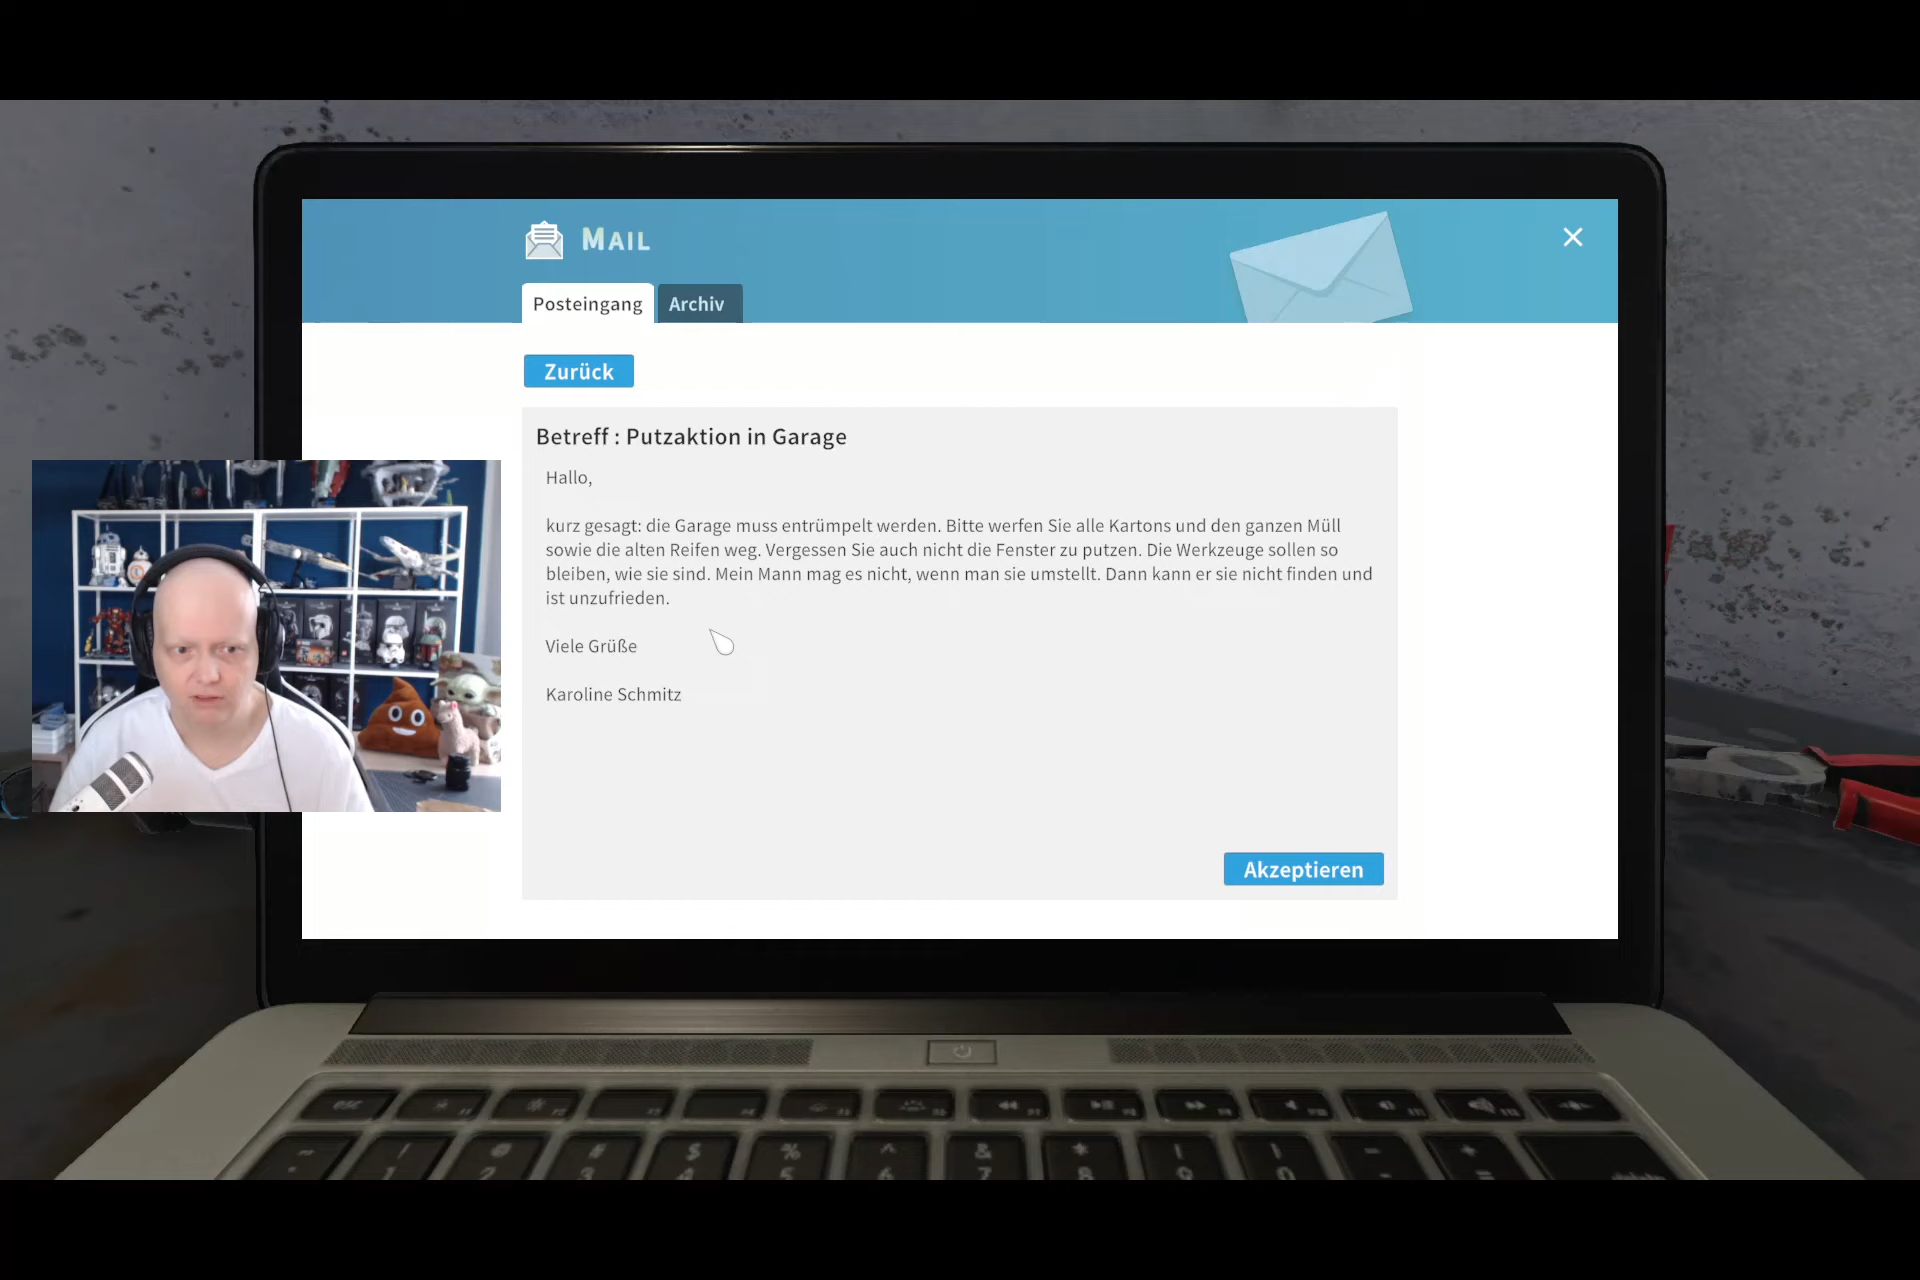 MAIL
Posteingang
Archiv
Zurück
Betreff : Putzaktion in Garage
Hallo,
kurz gesagt: die Garage muss entrümpelt werden. Bitte werfen Sie alle Kartons und den ganzen Müll
sowie die alten Reifen weg. Vergessen Sie auch nicht die Fenster zu putzen. Die Werkzeuge sollen so
bleiben, wie sie sind. Mein Mann mag es nicht, wenn man sie umstellt. Dann kann er sie nicht finden und
ist unzufrieden.
Viele Grüße
Karoline Schmitz
Akzeptieren